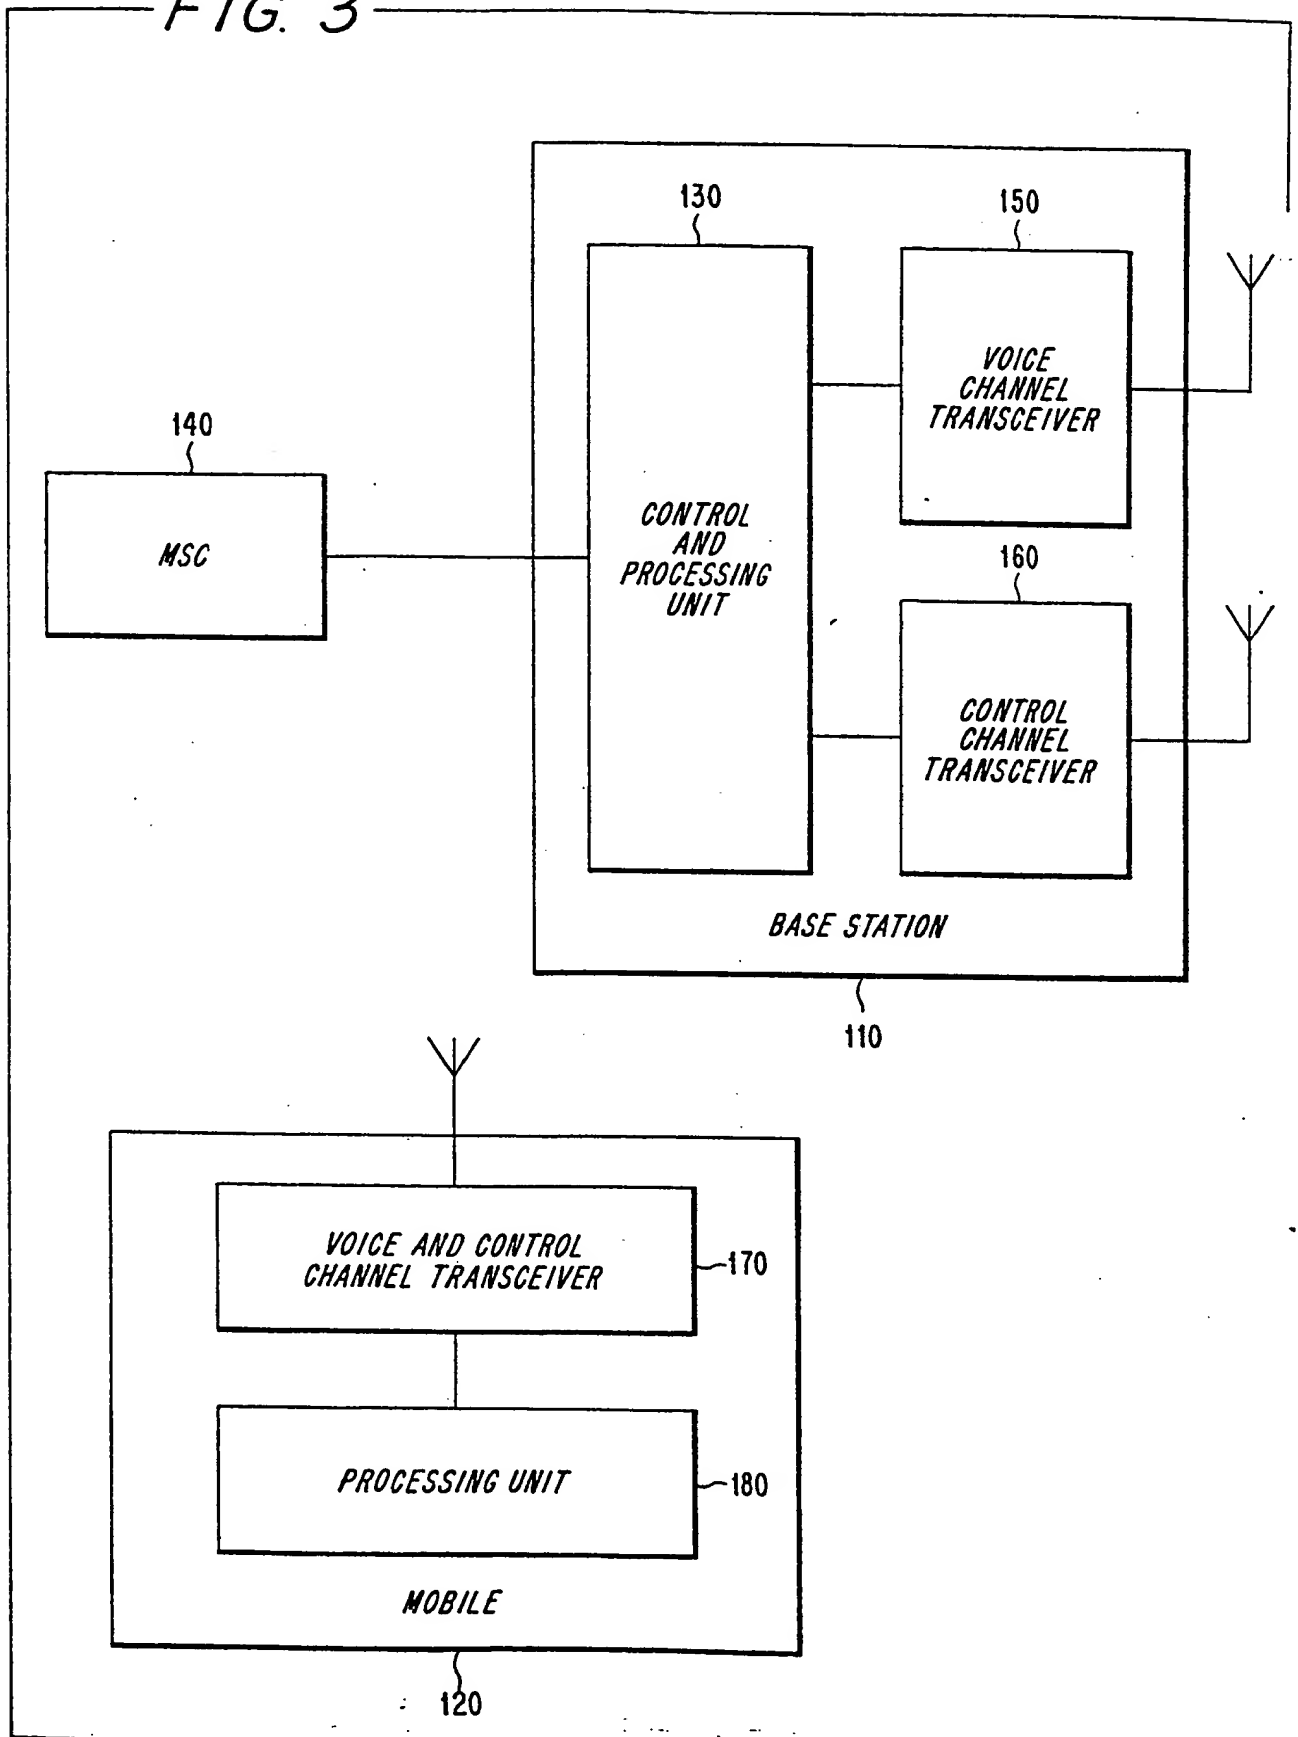 FIG. 3
130
150
VOICE
CHANNEL
TRANSCEIVER
140
MSC
CONTROL
AND
PROCESSING
UNIT
160
CONTROL
CHANNEL
TRANSCEIVER
BASE STATION
110
VOICE AND CONTROL
CHANNEL TRANSCEIVER
170
PROCESSING UNIT
180
MOBILE
120